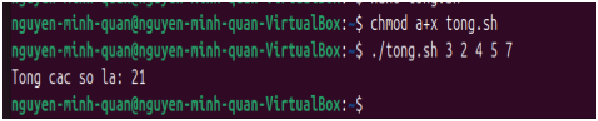 nguyen-minh-quan@nguyen-minh-quan-VirtualBox:~$ chmod a+x tong.sh
nguyen-minh-quan@nguyen-minh-quan-VirtualBox:~$ ./tong.sh 3 2 4 5 7
Tong cac so la: 21
nguyen-minh-quan@nguyen-minh-quan-VirtualBox:~$